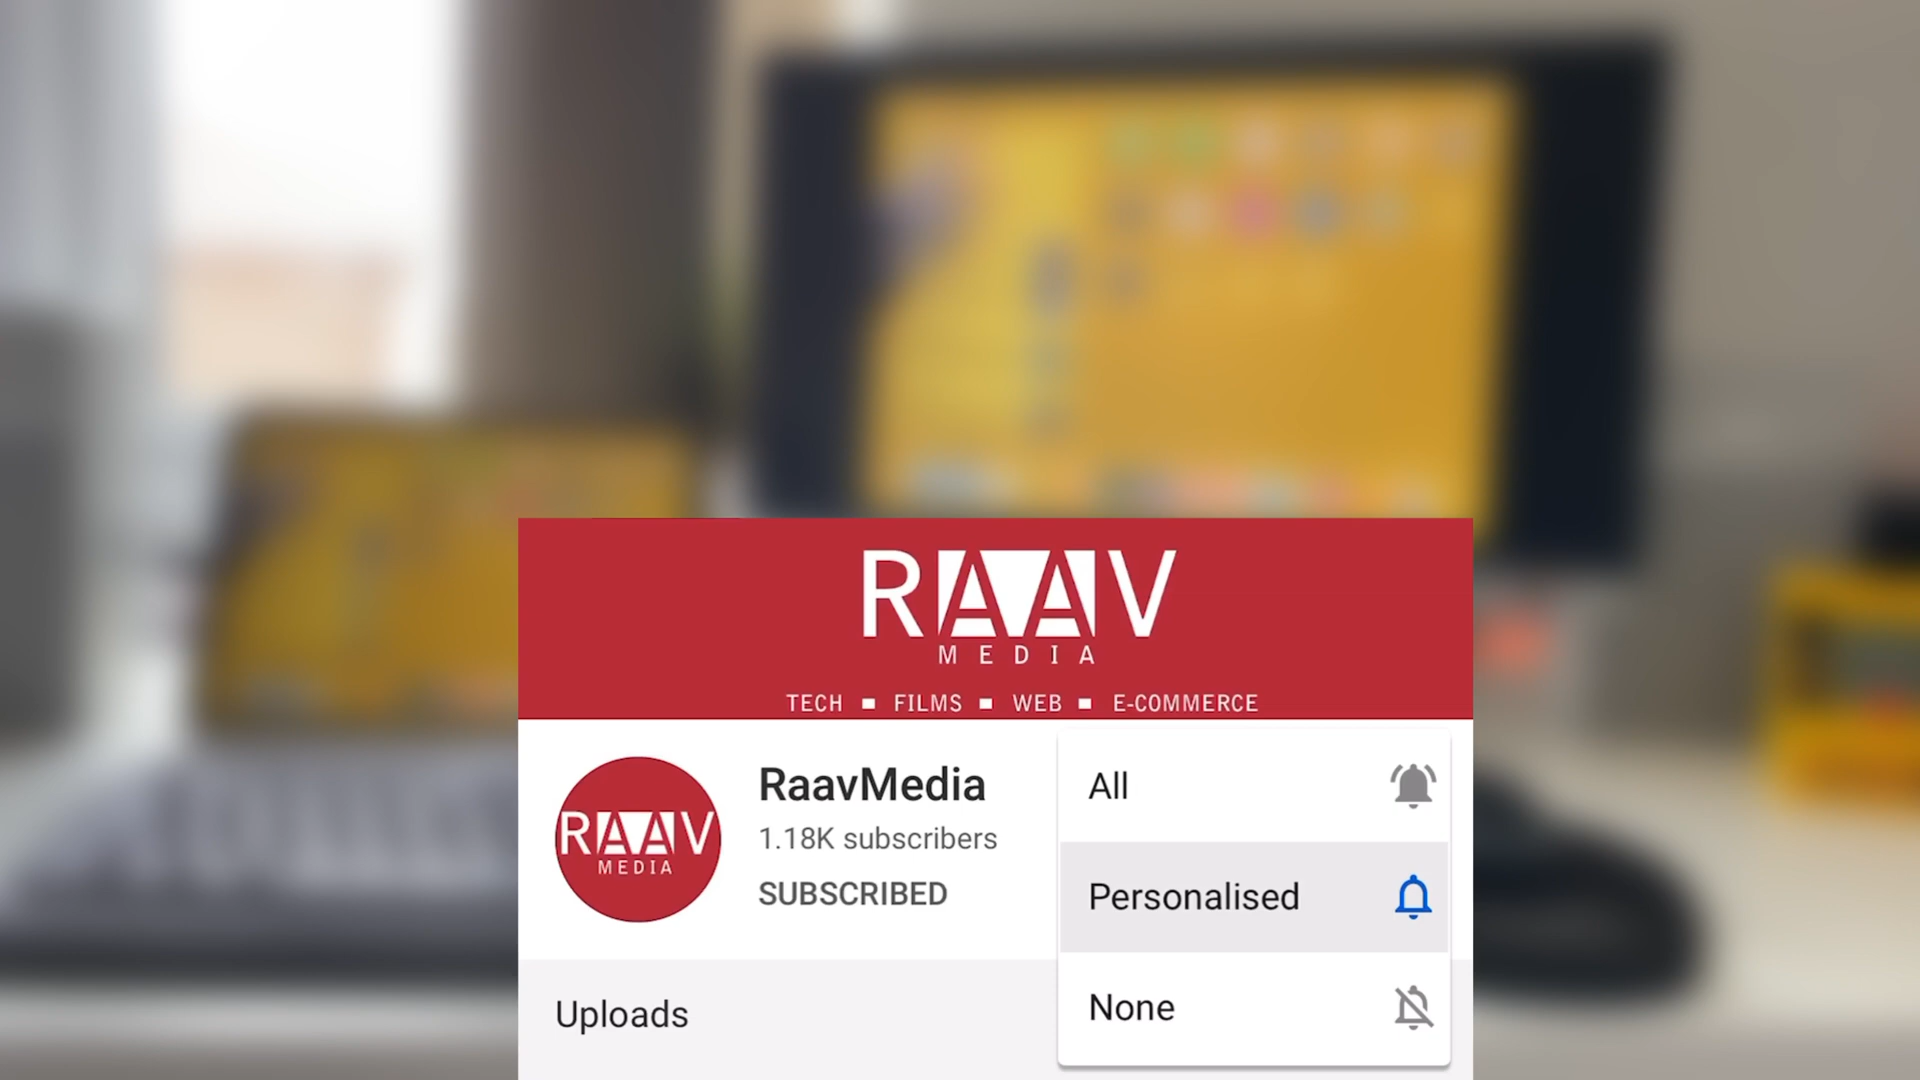 RAAV
MEDIA
TECH ■ FILMS ■ WEB ■ E-COMMERCE
RAAV
MEDIA
RaavMedia
1.18K subscribers
SUBSCRIBED
All
Personalised
None
Uploads